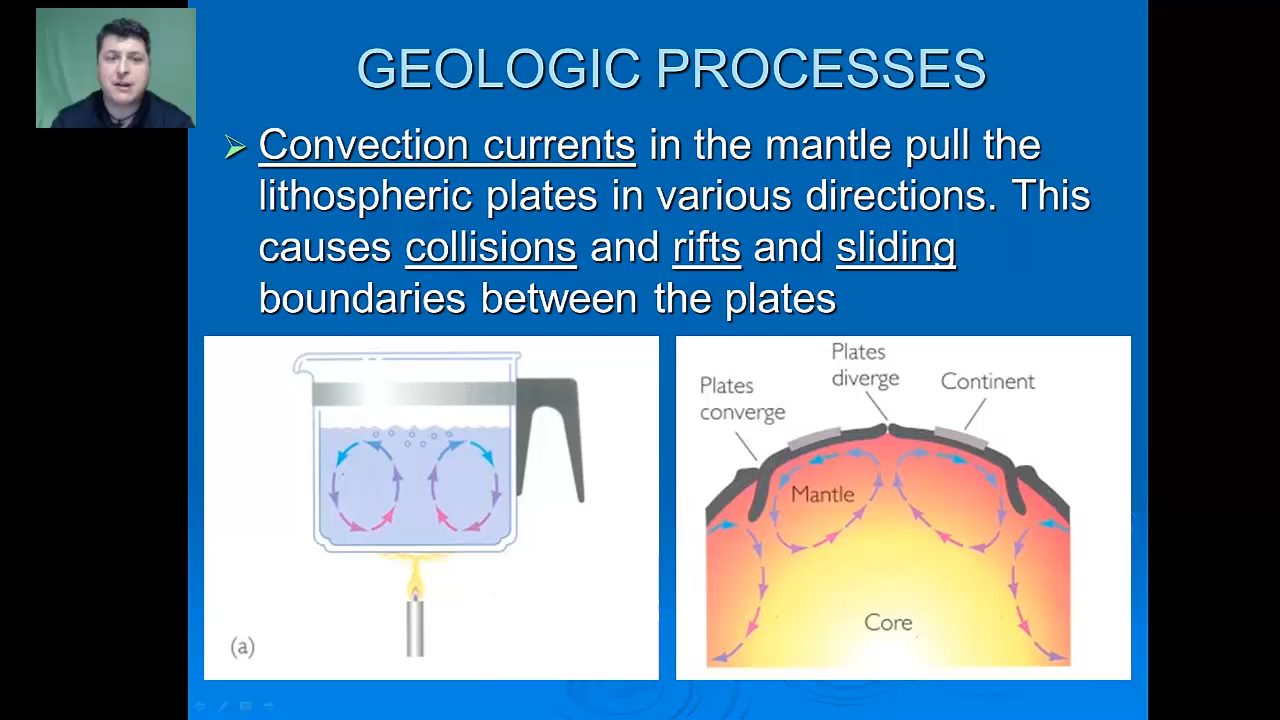 GEOLOGIC PROCESSES
Convection currents in the mantle pull the
lithospheric plates in various directions. This
causes collisions and rifts and sliding
boundaries between the plates
(a)
Plates
diverge
Plates
converge
Continent
Mantle
Core